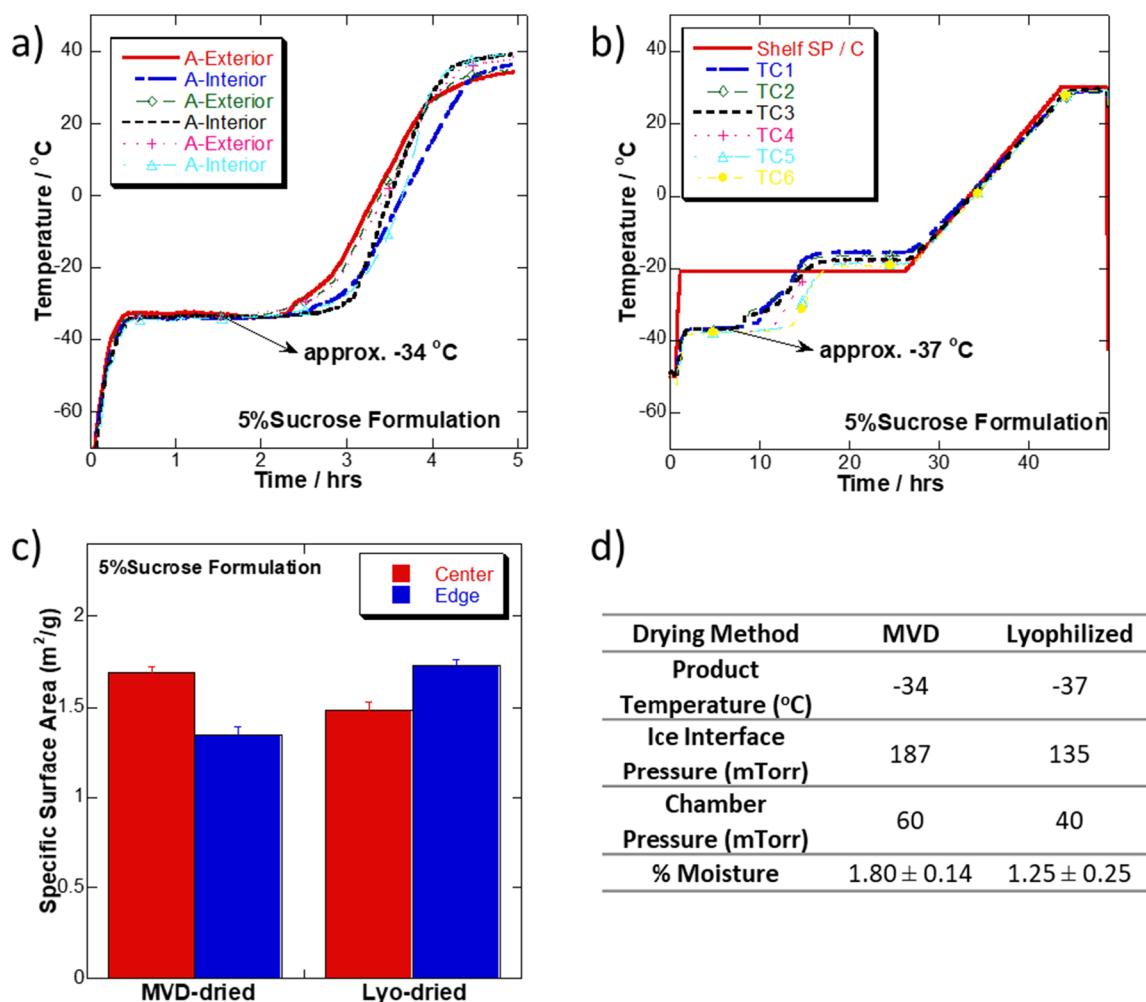 a)
A-Exterior
A-Interior
A-Exterior
A-Interior
A-Exterior
A-Interior
40
20
0
-20
-40
-60
Temperature / °C
approx. -34 °C
5%Sucrose Formulation
0 1 2 3 4 5
Time / hrs
b)
Shelf SP / C
TC1
TC2
TC3
TC4
TC5
TC6
40
20
0
-20
-40
-60
Temperature / °C
approx. -37 °C
5%Sucrose Formulation
0 10 20 30 40
Time / hrs
c)
5%Sucrose Formulation
Center
Edge
2
1.5
1
0.5
0
Specific Surface Area (m²/g)
MVD-dried Lyo-dried
d)
Drying Method MVD Lyophilized
Product
Temperature (°C) -34 -37
Ice Interface
Pressure (mTorr) 187 135
Chamber
Pressure (mTorr) 60 40
% Moisture 1.80 ± 0.14 1.25 ± 0.25